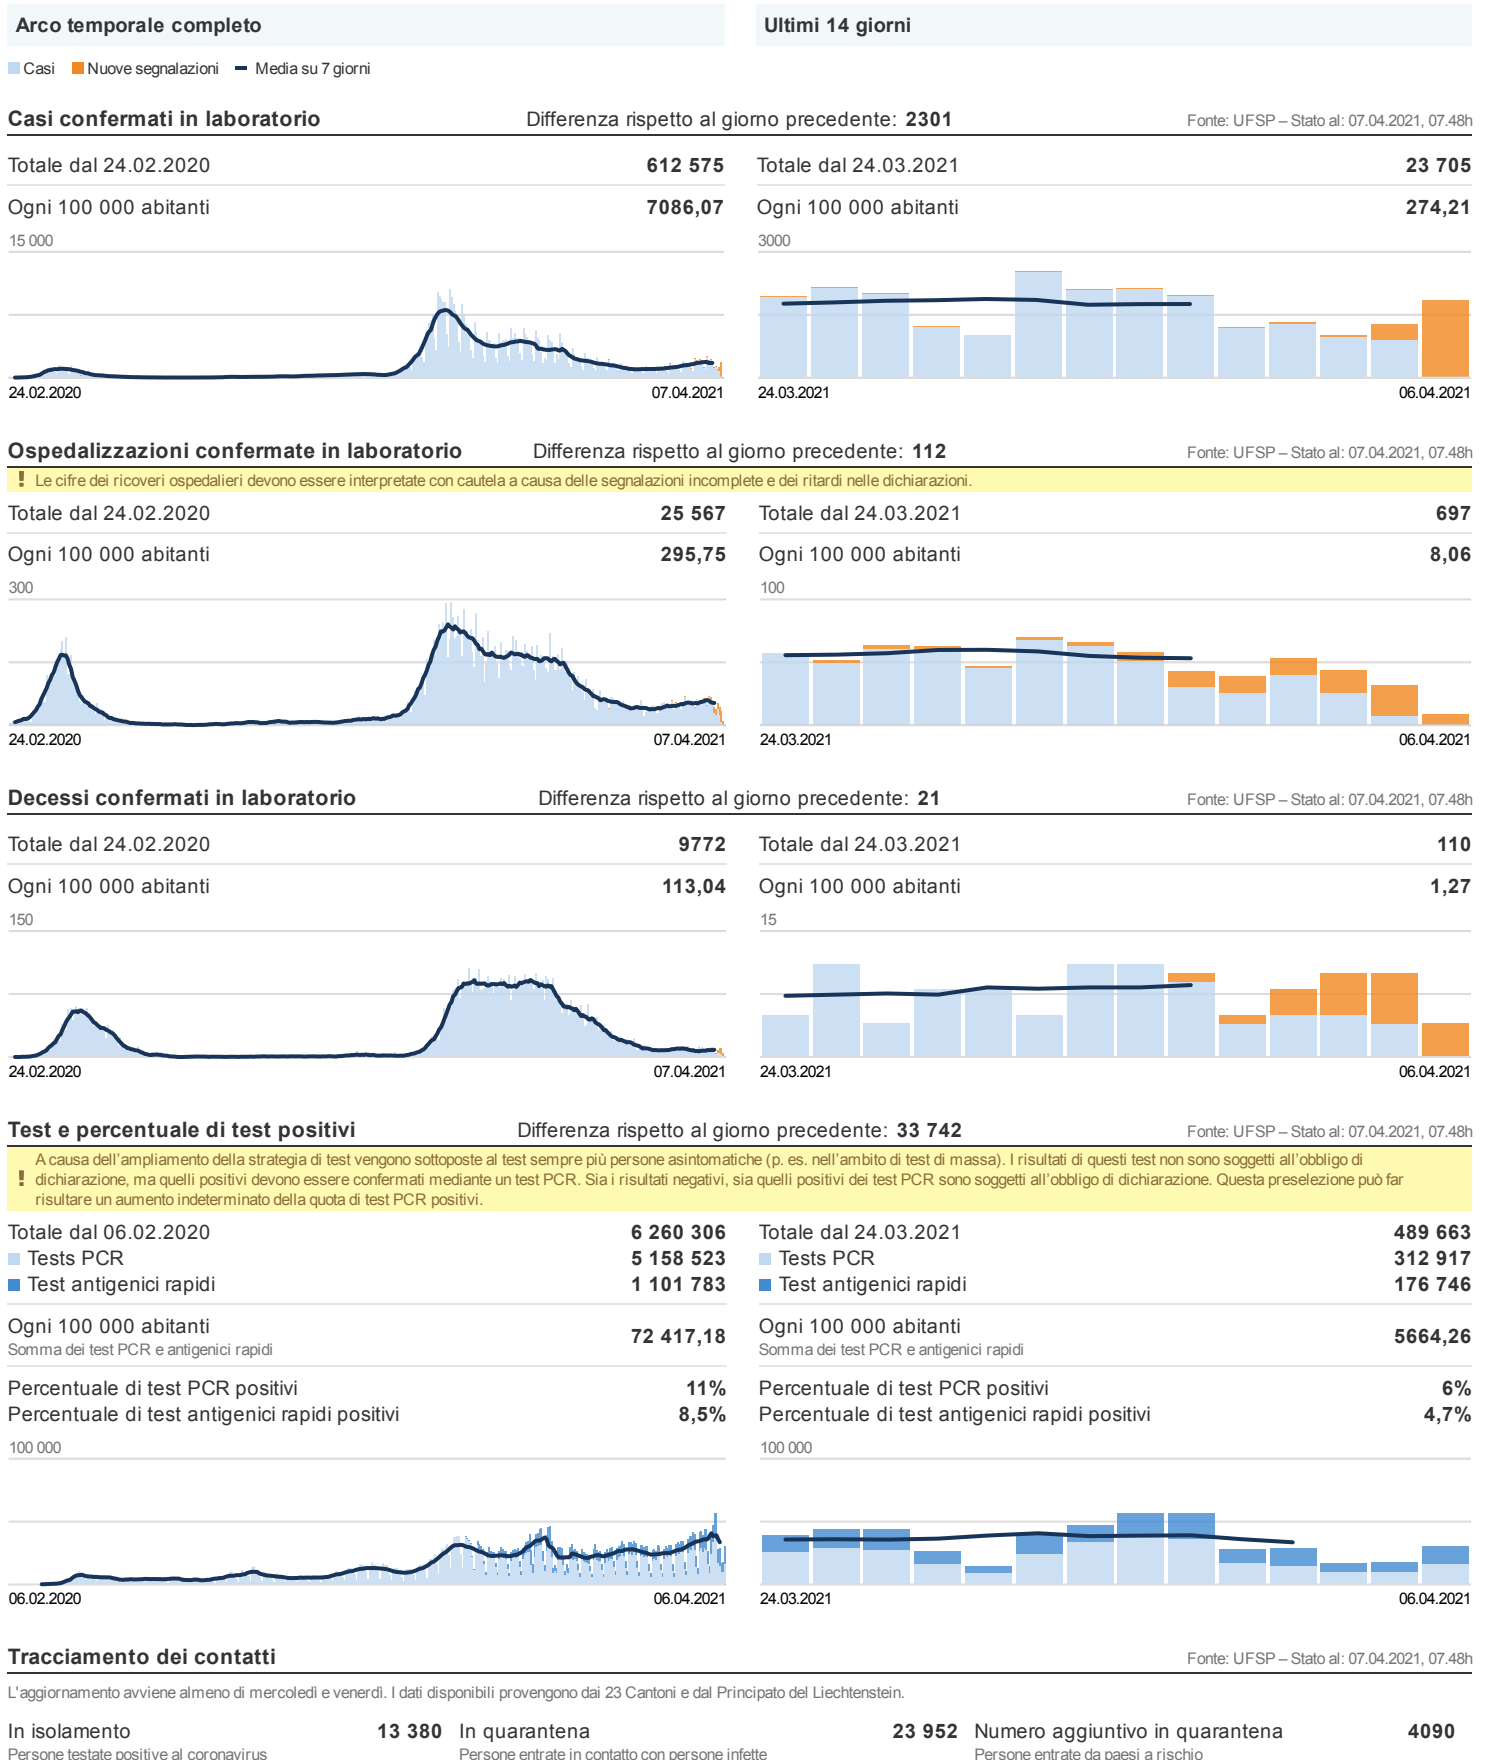 Arco temporale completo
Ultimi 14 giorni
Casi Nuove segnalazioni Media su 7 giorni
Casi confermati in laboratorio Differenza rispetto al giorno precedente: 2301 Fonte: UFSP – Stato al: 07.04.2021, 07.48h
Totale dal 24.02.2020 612 575
Ogni 100 000 abitanti 7086,07
15 000
24.02.2020 07.04.2021
Totale dal 24.03.2021 23 705
Ogni 100 000 abitanti 274,21
3000
24.03.2021 06.04.2021
Ospedalizzazioni confermate in laboratorio Differenza rispetto al giorno precedente: 112 Fonte: UFSP – Stato al: 07.04.2021, 07.48h
! Le cifre dei ricoveri ospedalieri devono essere interpretate con cautela a causa delle segnalazioni incomplete e dei ritardi nelle dichiarazioni.
Totale dal 24.02.2020 25 567
Ogni 100 000 abitanti 295,75
300
24.02.2020 07.04.2021
Totale dal 24.03.2021 697
Ogni 100 000 abitanti 8,06
100
24.03.2021 06.04.2021
Decessi confermati in laboratorio Differenza rispetto al giorno precedente: 21 Fonte: UFSP – Stato al: 07.04.2021, 07.48h
Totale dal 24.02.2020 9772
Ogni 100 000 abitanti 113,04
150
24.02.2020 07.04.2021
Totale dal 24.03.2021 110
Ogni 100 000 abitanti 1,27
15
24.03.2021 06.04.2021
Test e percentuale di test positivi Differenza rispetto al giorno precedente: 33 742 Fonte: UFSP – Stato al: 07.04.2021, 07.48h
A causa dell'ampliamento della strategia di test vengono sottoposte al test sempre più persone asintomatiche (p. es. nell'ambito di test di massa). I risultati di questi test non sono soggetti all'obbligo di
! dichiarazione, ma quelli positivi devono essere confermati mediante un test PCR. Sia i risultati negativi, sia quelli positivi dei test PCR sono soggetti all'obbligo di dichiarazione. Questa preselezione può far
risultare un aumento indeterminato della quota di test PCR positivi.
Totale dal 06.02.2020 6 260 306
Tests PCR 5 158 523
Test antigenici rapidi 1 101 783
Ogni 100 000 abitanti 72 417,18
Somma dei test PCR e antigenici rapidi
Percentuale di test PCR positivi 11%
Percentuale di test antigenici rapidi positivi 8,5%
100 000
06.02.2020 06.04.2021
Totale dal 24.03.2021 489 663
Tests PCR 312 917
Test antigenici rapidi 176 746
Ogni 100 000 abitanti 5664,26
Somma dei test PCR e antigenici rapidi
Percentuale di test PCR positivi 6%
Percentuale di test antigenici rapidi positivi 4,7%
100 000
24.03.2021 06.04.2021
Tracciamento dei contatti Fonte: UFSP – Stato al: 07.04.2021, 07.48h
L'aggiornamento avviene almeno di mercoledì e venerdì. I dati disponibili provengono dai 23 Cantoni e dal Principato del Liechtenstein.
In isolamento 13 380
Persone testate positive al coronavirus
In quarantena 23 952
Persone entrate in contatto con persone infette
Numero aggiuntivo in quarantena 4090
Persone entrate da paesi a rischio